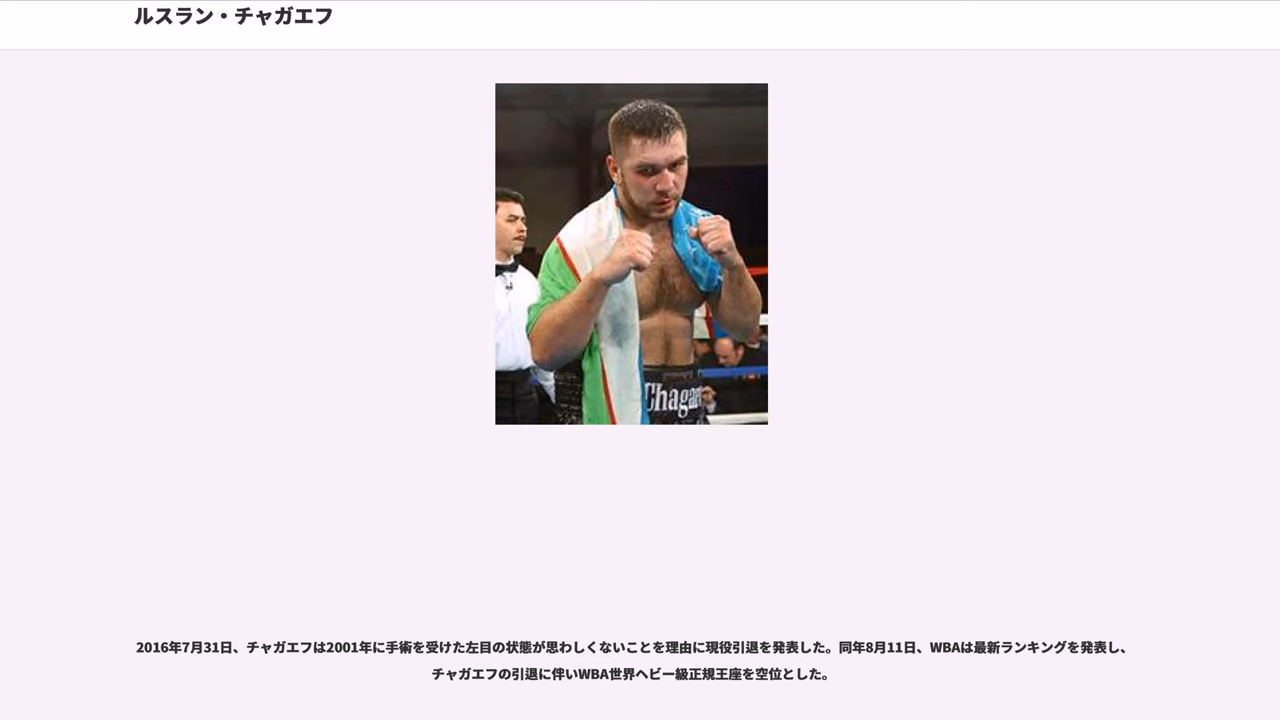 ルスラン・チャガエフ
Chagaev
2016年7月31日、チャガエフは2001年に手術を受けた左目の状態が思わしくないことを理由に現役引退を発表した。同年8月11日、WBAは最新ランキングを発表し、
チャガエフの引退に伴いWBA世界ヘビー級正規王座を空位とした。